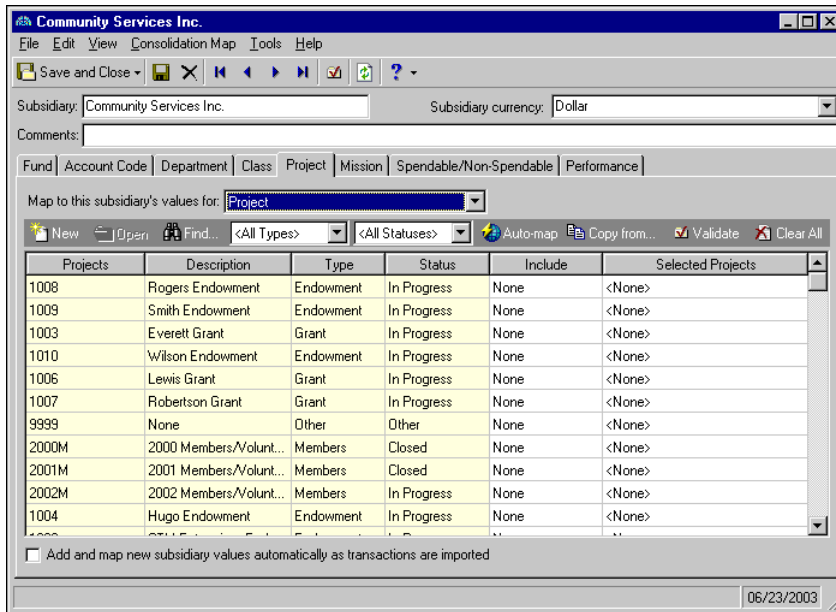 Community Services Inc.
File Edit View Consolidation Map Tools Help
Save and Close ?
Subsidiary: Community Services Inc. Subsidiary currency: Dollar
Comments:
Fund Account Code Department Class Project Mission Spendable/Non-Spendable Performance
Map to this subsidiary's values for: Project
New Open Find... <All Types> <All Statuses> Auto-map Copy from... Validate Clear All
Projects Description Type Status Include Selected Projects
1008 Rogers Endowment Endowment In Progress None <None>
1009 Smith Endowment Endowment In Progress None <None>
1003 Everett Grant Grant In Progress None <None>
1010 Wilson Endowment Endowment In Progress None <None>
1006 Lewis Grant Grant In Progress None <None>
1007 Robertson Grant Grant In Progress None <None>
9999 None Other Other None <None>
2000M 2000 Members/Volunt... Members Closed None <None>
2001M 2001 Members/Volunt... Members Closed None <None>
2002M 2002 Members/Volunt... Members In Progress None <None>
1004 Hugo Endowment Endowment In Progress None <None>
Add and map new subsidiary values automatically as transactions are imported
06/23/2003